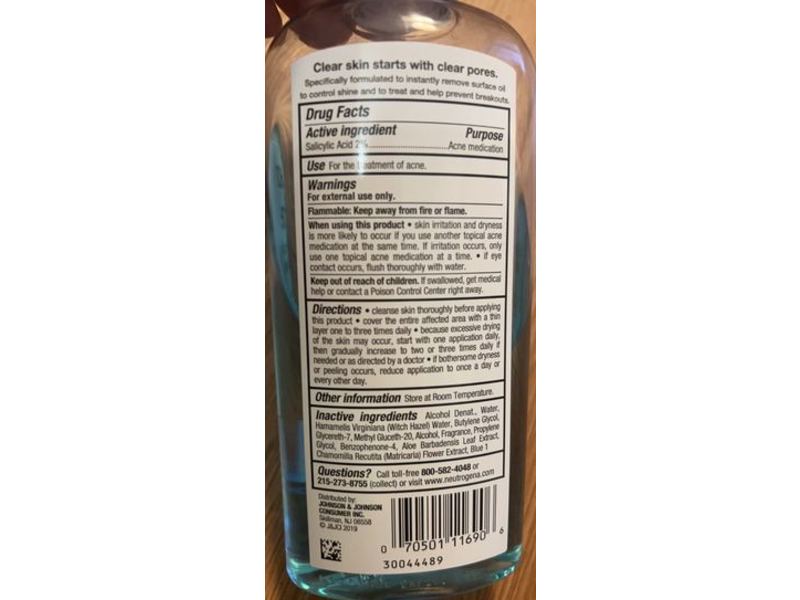 Clear skin starts with clear pores.
Specifically formulated to instantly remove surface oil
to control shine and to treat and help prevent breakouts.
Drug Facts
Active ingredient Purpose
Salicylic Acid 2%..............................Acne medication
Use For the treatment of acne.
Warnings
For external use only.
Flammable: Keep away from fire or flame.
When using this product • skin irritation and dryness
is more likely to occur if you use another topical acne
medication at the same time. If irritation occurs, only
use one topical acne medication at a time. • if eye
contact occurs, flush thoroughly with water.
Keep out of reach of children. If swallowed, get medical
help or contact a Poison Control Center right away.
Directions • cleanse skin thoroughly before applying
this product • cover the entire affected area with a thin
layer one to three times daily • because excessive drying
of the skin may occur, start with one application daily,
then gradually increase to two or three times daily if
needed or as directed by a doctor • if bothersome dryness
or peeling occurs, reduce application to once a day or
every other day.
Other information Store at Room Temperature.
Inactive ingredients Alcohol Denat., Water,
Hamamelis Virginiana (Witch Hazel) Water, Butylene Glycol,
Glycereth-7, Methyl Gluceth-20, Alcohol, Fragrance, Propylene
Glycol, Benzophenone-4, Aloe Barbadensis Leaf Extract,
Chamomilla Recutita (Matricaria) Flower Extract, Blue 1
Questions? Call toll-free 800-582-4048 or
215-273-8755 (collect) or visit www.neutrogena.com
Distributed by:
JOHNSON & JOHNSON
CONSUMER INC.
Skillman, NJ 08558
© J&JCI 2019
0 70501 11690 6
30044489